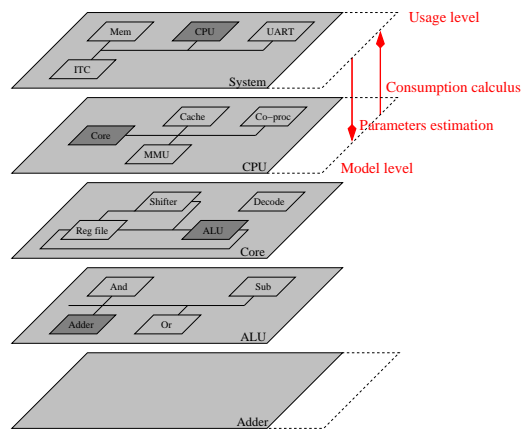 Usage level
Mem
CPU
UART
ITC
System
Consumption calculus
Parameters estimation
Cache
Co-proc
Core
MMU
CPU
Model level
Shifter
Decode
Reg file
ALU
Core
And
Sub
Adder
Or
ALU
Adder